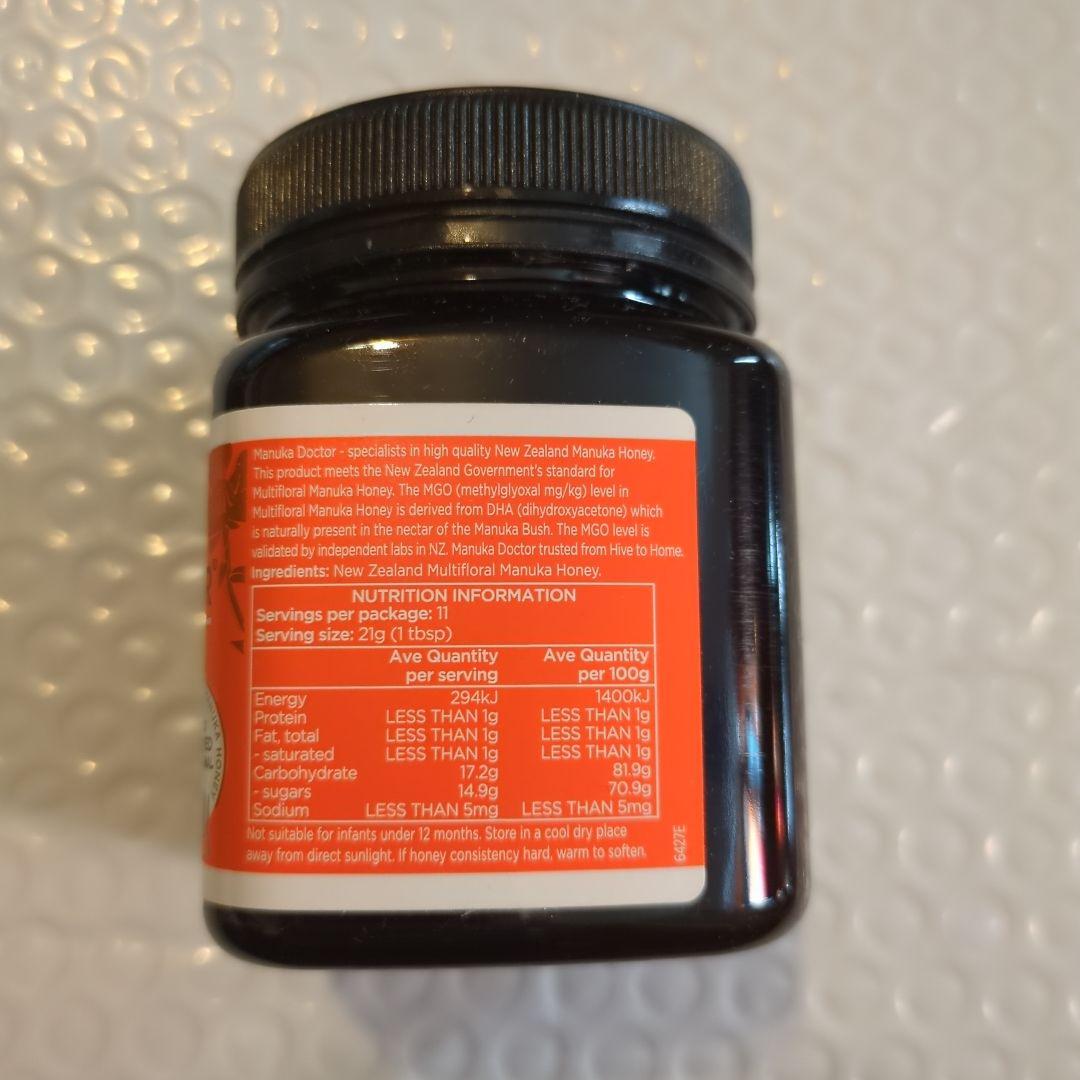 Manuka Doctor - specialists in high quality New Zealand Manuka Honey.
This product meets the New Zealand Government's standard for
Multifloral Manuka Honey. The MGO (methylglyoxal mg/kg) level in
Multifloral Manuka Honey is derived from DHA (dihydroxyacetone) which
is naturally present in the nectar of the Manuka Bush. The MGO level is
validated by independent labs in NZ. Manuka Doctor trusted from Hive to Home.
Ingredients: New Zealand Multifloral Manuka Honey.
NUTRITION INFORMATION
Servings per package: 11
Serving size: 21g (1 tbsp)
Ave Quantity per serving Ave Quantity per 100g
Energy 294kJ 1400kJ
Protein LESS THAN 1g LESS THAN 1g
Fat, total LESS THAN 1g LESS THAN 1g
- saturated LESS THAN 1g LESS THAN 1g
Carbohydrate 17.2g 81.9g
- sugars 14.9g 70.9g
Sodium LESS THAN 5mg LESS THAN 5mg
Not suitable for infants under 12 months. Store in a cool dry place
away from direct sunlight. If honey consistency hard, warm to soften.
6427E
HONEY